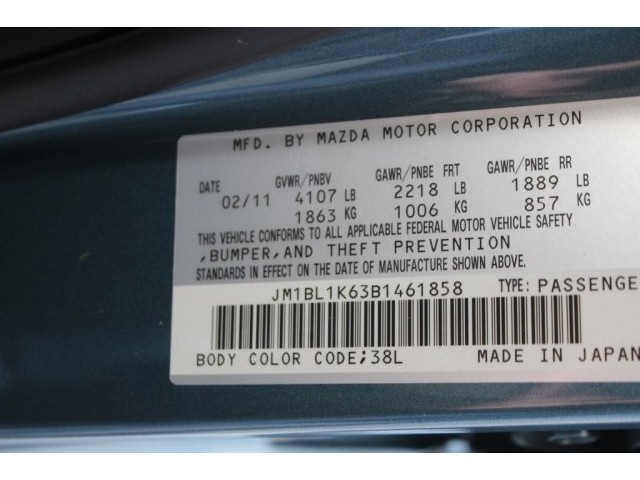 MFD. BY MAZDA MOTOR CORPORATION
DATE GVWR/PNBV GAWR/PNBE FRT GAWR/PNBE RR
02/11 4107 LB 2218 LB 1889 LB
1863 KG 1006 KG 857 KG
THIS VEHICLE CONFORMS TO ALL APPLICABLE FEDERAL MOTOR VEHICLE SAFETY
,BUMPER,AND THEFT PREVENTION
STANDARDS IN EFFECT ON THE DATE OF MANUFACTURE SHOWN ABOVE.
JM1BL1K63B1461858 TYPE: PASSENGE
BODY COLOR CODE;38L MADE IN JAPAN